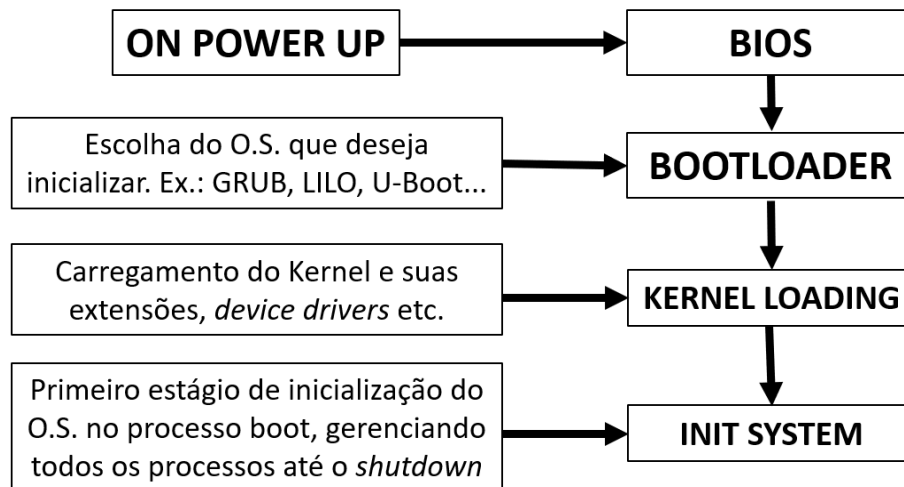 ON POWER UP
BIOS
Escolha do O.S. que deseja
inicializar. Ex.: GRUB, LILO, U-Boot...
BOOTLOADER
Carregamento do Kernel e suas
extensões, device drivers etc.
KERNEL LOADING
Primeiro estágio de inicialização do
O.S. no processo boot, gerenciando
todos os processos até o shutdown
INIT SYSTEM